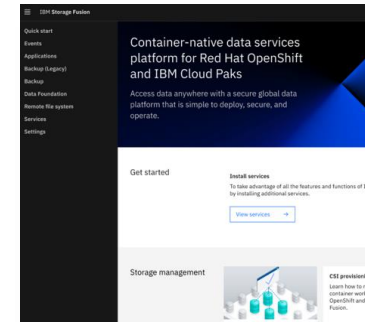 IBM Storage Fusion
Quick start
Events
Applications
Backup (Legacy)
Backup
Data Foundation
Remote file system
Services
Settings
Container-native data services
platform for Red Hat OpenShift
and IBM Cloud Paks
Access data anywhere with a secure global data
platform that is simple to deploy, secure, and
operate.
Get started
Install services
To take advantage of all the features and functions of
by installing additional services.
View services
Storage management
CSI provisioni
Learn how to
container work
OpenShift and
Fusion.